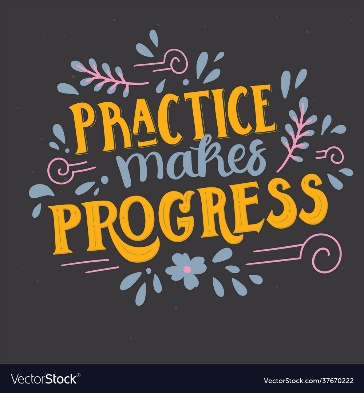 PRACTICE
makes
PROGRESS
VectorStock®
VectorStock.com/37670222